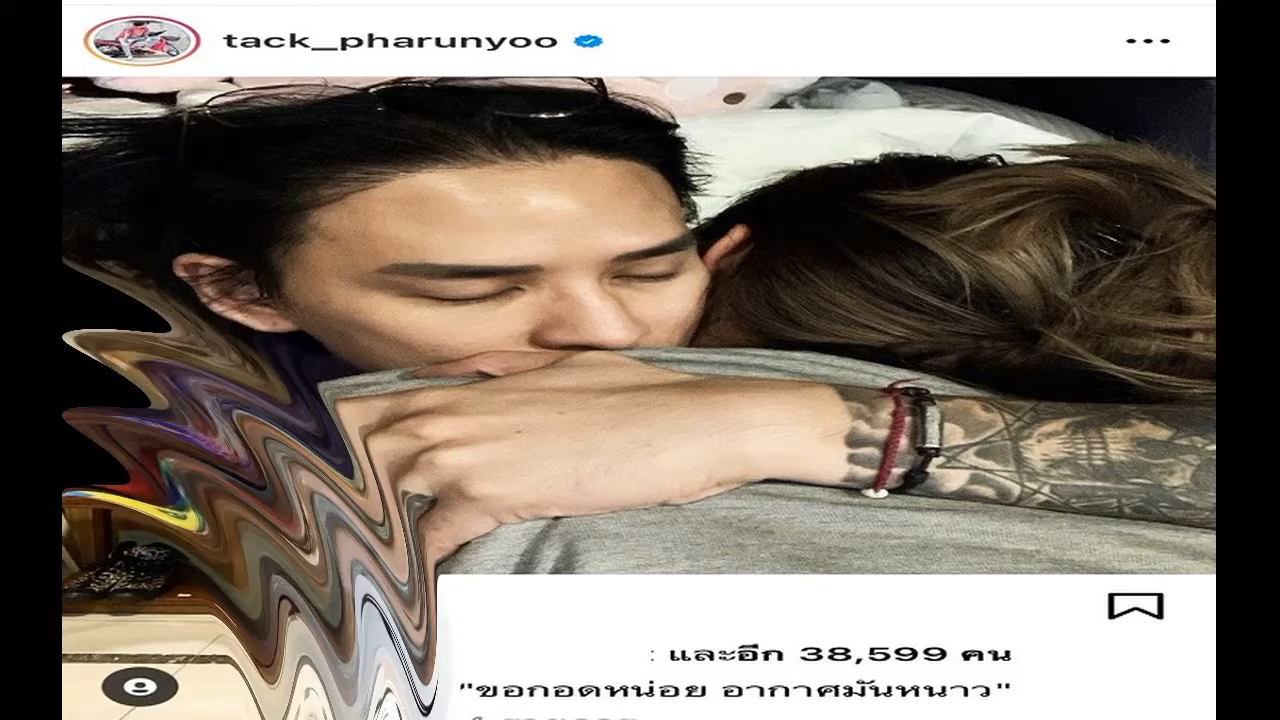 tack_pharunyoo
: และอีก 38,599 คน
"ขอกอดหน่อย อากาศมันหนาว"